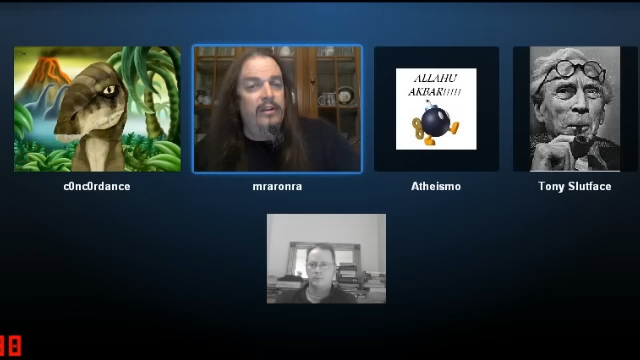 ALLAHU
AKBAR!!!!!
c0nc0rdance
mraronra
Atheismo
Tony Slutface